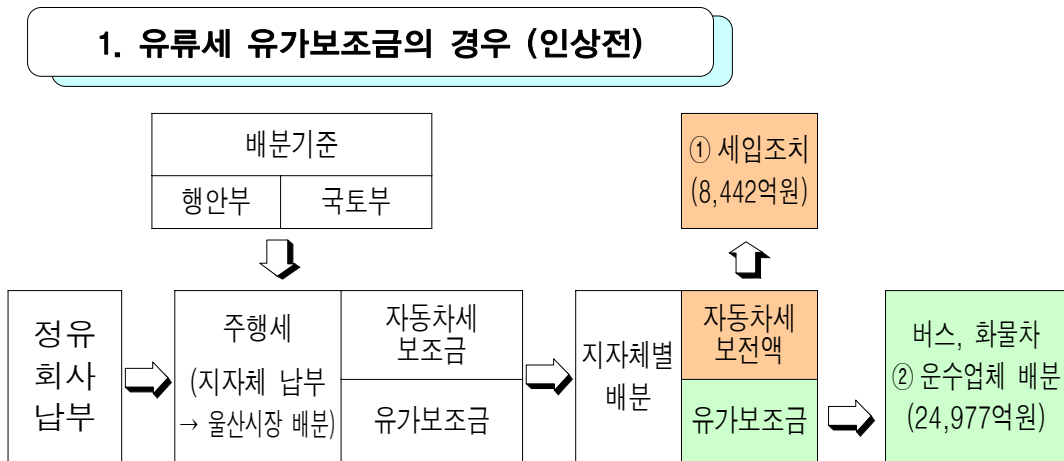 1. 유류세 유가보조금의 경우 (인상전)
배분기준
행안부
국토부
① 세입조치
(8,442억원)
정유
회사
납부
주행세
(지자체 납부
→ 울산시장 배분)
자동차세
보조금
유가보조금
지자체별
배분
자동차세
보전액
유가보조금
버스, 화물차
② 운수업체 배분
(24,977억원)